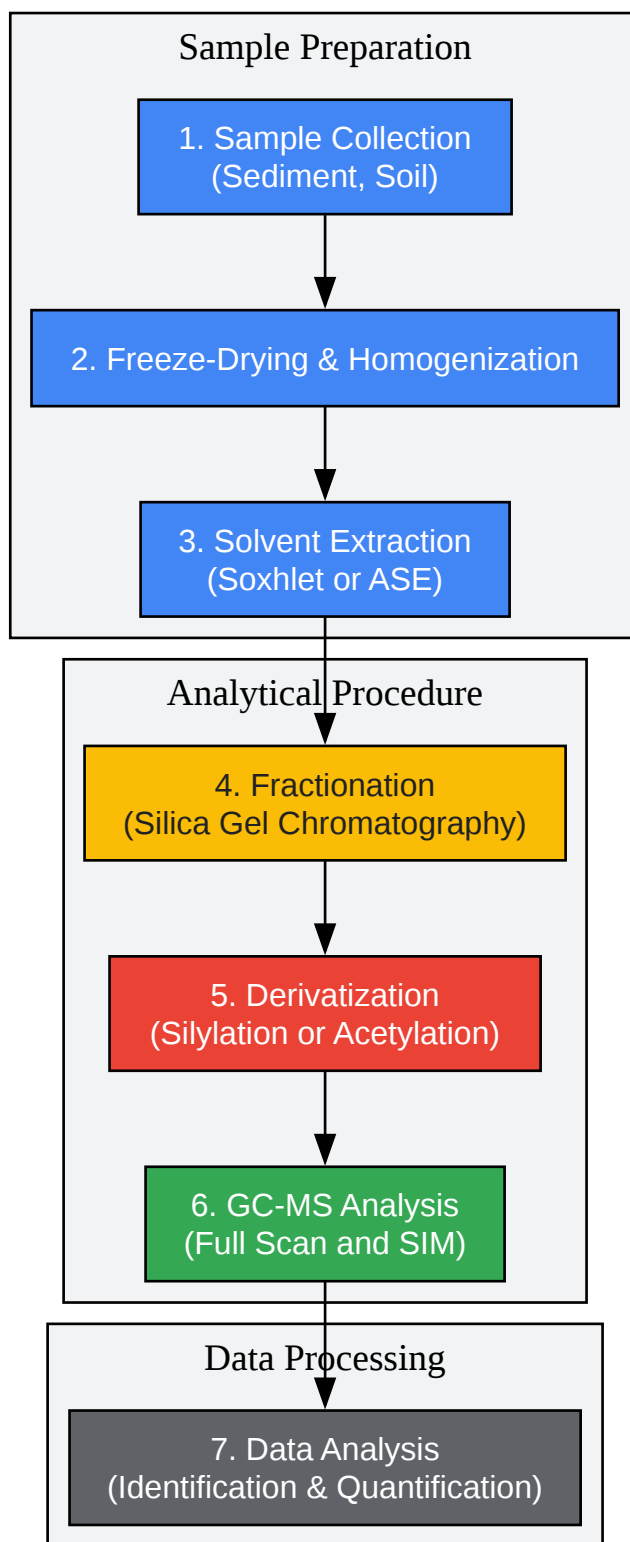 Sample Preparation
1. Sample Collection
(Sediment, Soil)
2. Freeze-Drying & Homogenization
3. Solvent Extraction
(Soxhlet or ASE)
Analytical Procedure
4. Fractionation
(Silica Gel Chromatography)
5. Derivatization
(Silylation or Acetylation)
6. GC-MS Analysis
(Full Scan and SIM)
Data Processing
7. Data Analysis
(Identification & Quantification)